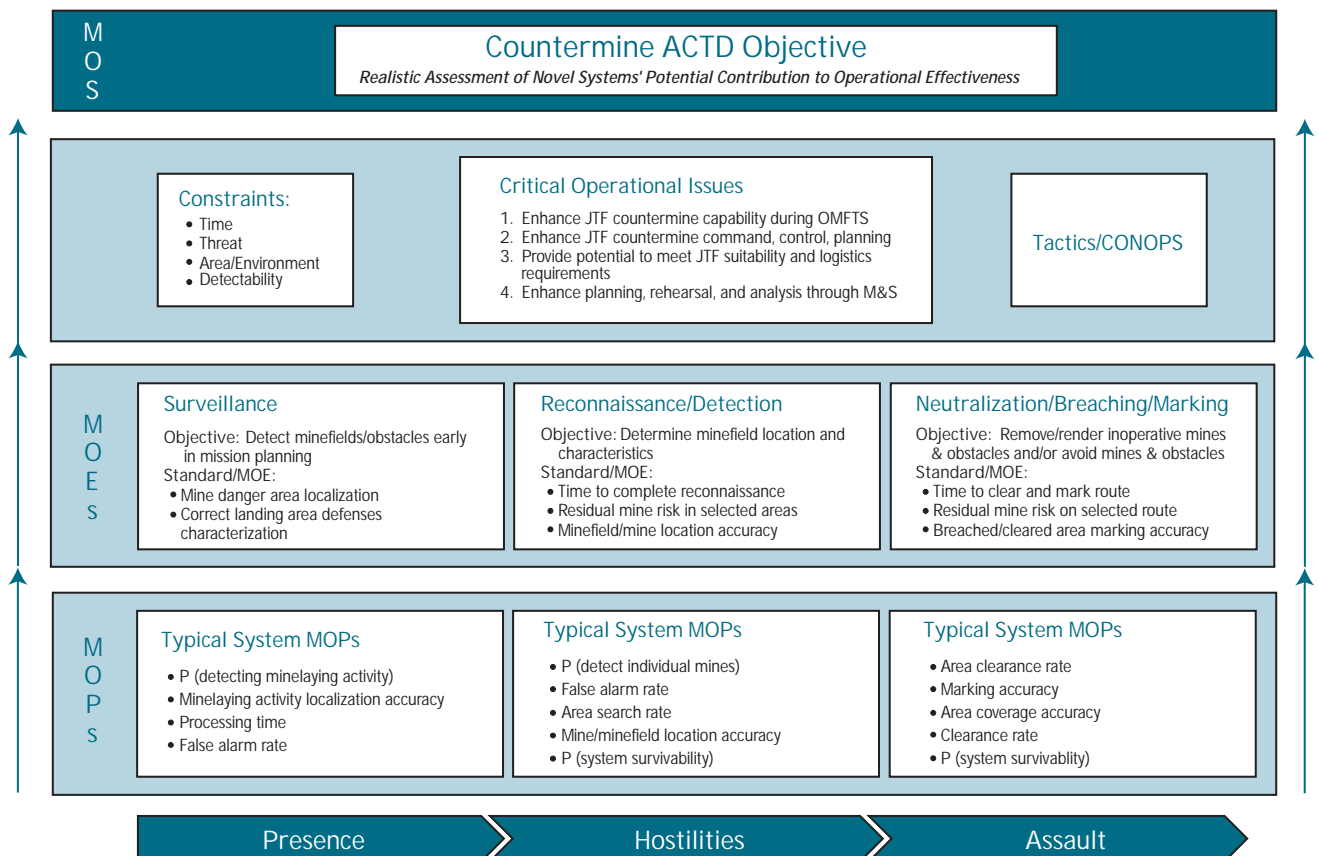 M
O
S
Countermine ACTD Objective
Realistic Assessment of Novel Systems' Potential Contribution to Operational Effectiveness
Constraints:
• Time
• Threat
• Area/Environment
• Detectability
Critical Operational Issues
1. Enhance JTF countermine capability during OMFTS
2. Enhance JTF countermine command, control, planning
3. Provide potential to meet JTF suitability and logistics
requirements
4. Enhance planning, rehearsal, and analysis through M&S
Tactics/CONOPS
M
O
E
s
Surveillance
Objective: Detect minefields/obstacles early
in mission planning
Standard/MOE:
• Mine danger area localization
• Correct landing area defenses
characterization
Reconnaissance/Detection
Objective: Determine minefield location and
characteristics
Standard/MOE:
• Time to complete reconnaissance
• Residual mine risk in selected areas
• Minefield/mine location accuracy
Neutralization/Breaching/Marking
Objective: Remove/render inoperative mines
& obstacles and/or avoid mines & obstacles
Standard/MOE:
• Time to clear and mark route
• Residual mine risk on selected route
• Breached/cleared area marking accuracy
M
O
P
s
Typical System MOPs
• P (detecting minelaying activity)
• Minelaying activity localization accuracy
• Processing time
• False alarm rate
Typical System MOPs
• P (detect individual mines)
• False alarm rate
• Area search rate
• Mine/minefield location accuracy
• P (system survivability)
Typical System MOPs
• Area clearance rate
• Marking accuracy
• Area coverage accuracy
• Clearance rate
• P (system survivablity)
Presence
Hostilities
Assault